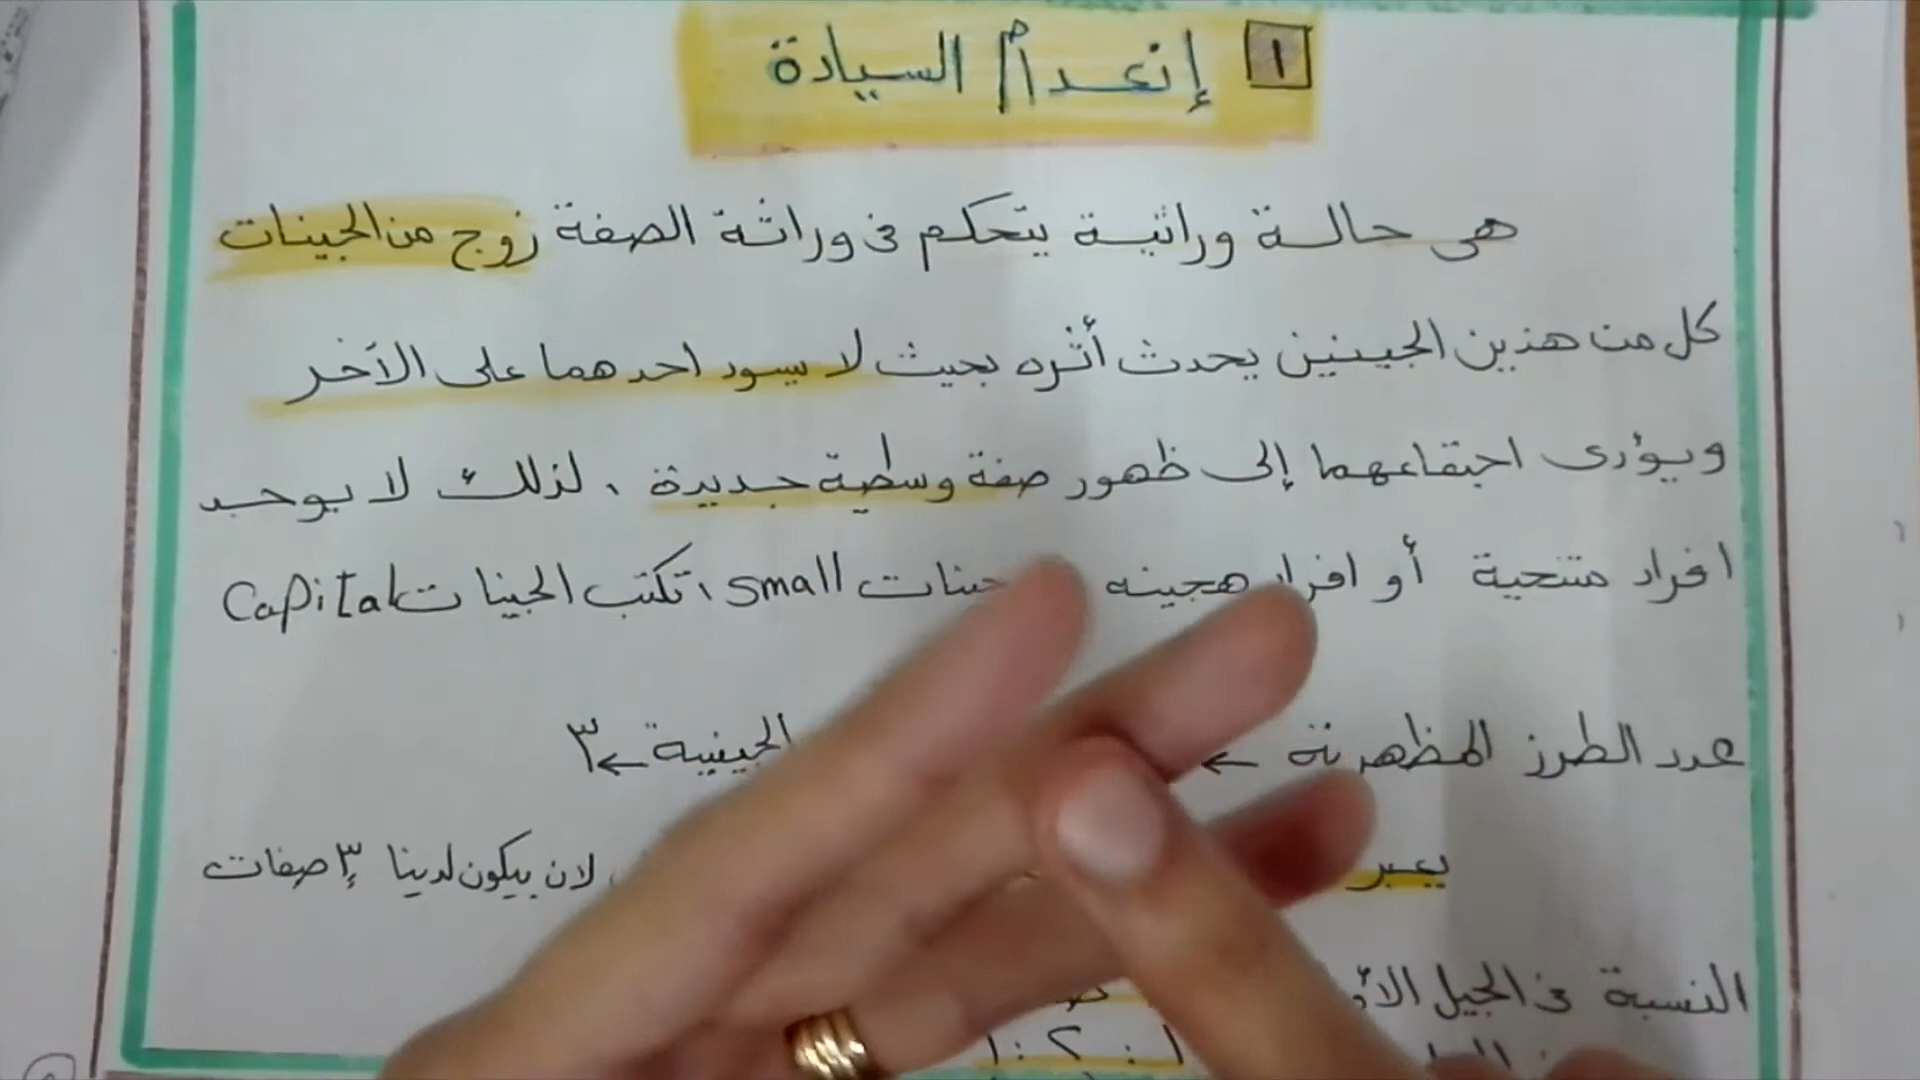 ١ إنعدام السيادة
هى حالة وراثية يتحكم فى وراثة الصفة زوج من الجينات
كل من هذين الجينين يحدث أثره بحيث لا يسود احدهما على الآخر
ويؤدى اجتماعهما إلى ظهور صفة وسطية جديدة ، لذلك لا يوجد
افراد متنحية أو افراد هجينه جينات small ، تكتب الجينات Capital
عدد الطرز المظهرية ← الجينية ← ٣
يعبر لان بيكون لدينا ٣ صفات
النسبة فى الجيل
١ : ٢ : ١